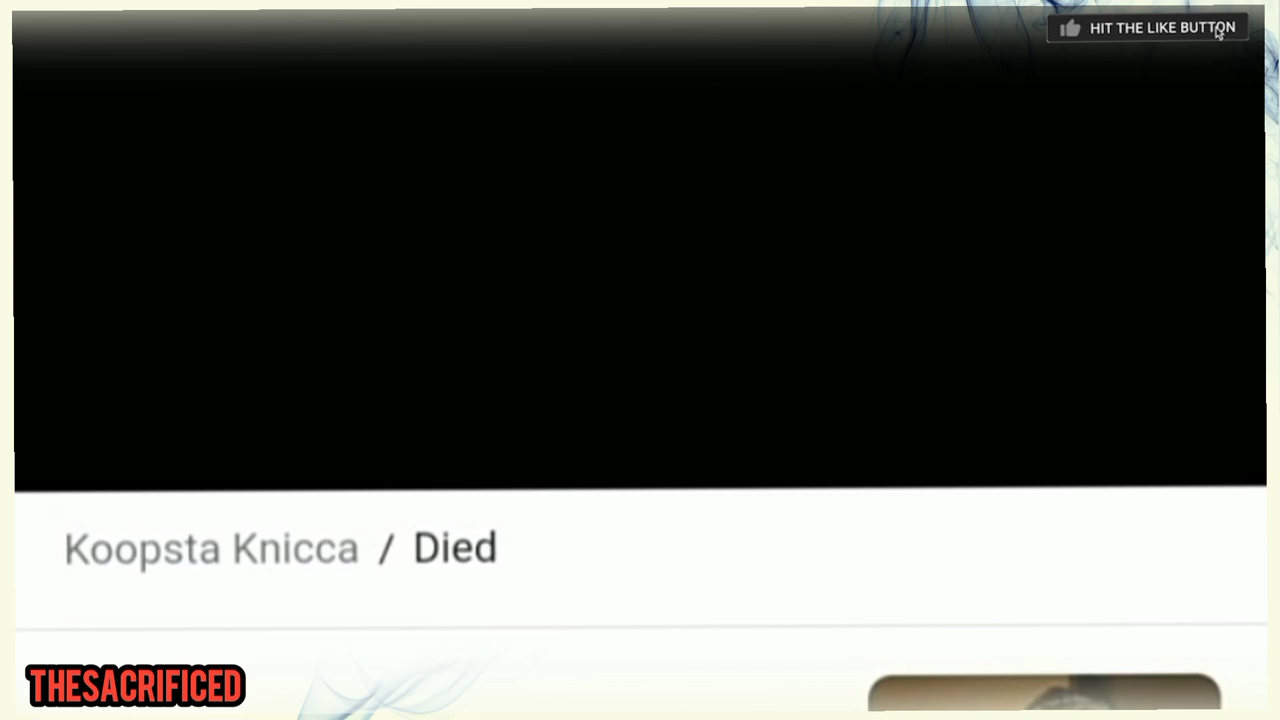 HIT THE LIKE BUTTON
Koopsta Knicca / Died
THESACRIFICED